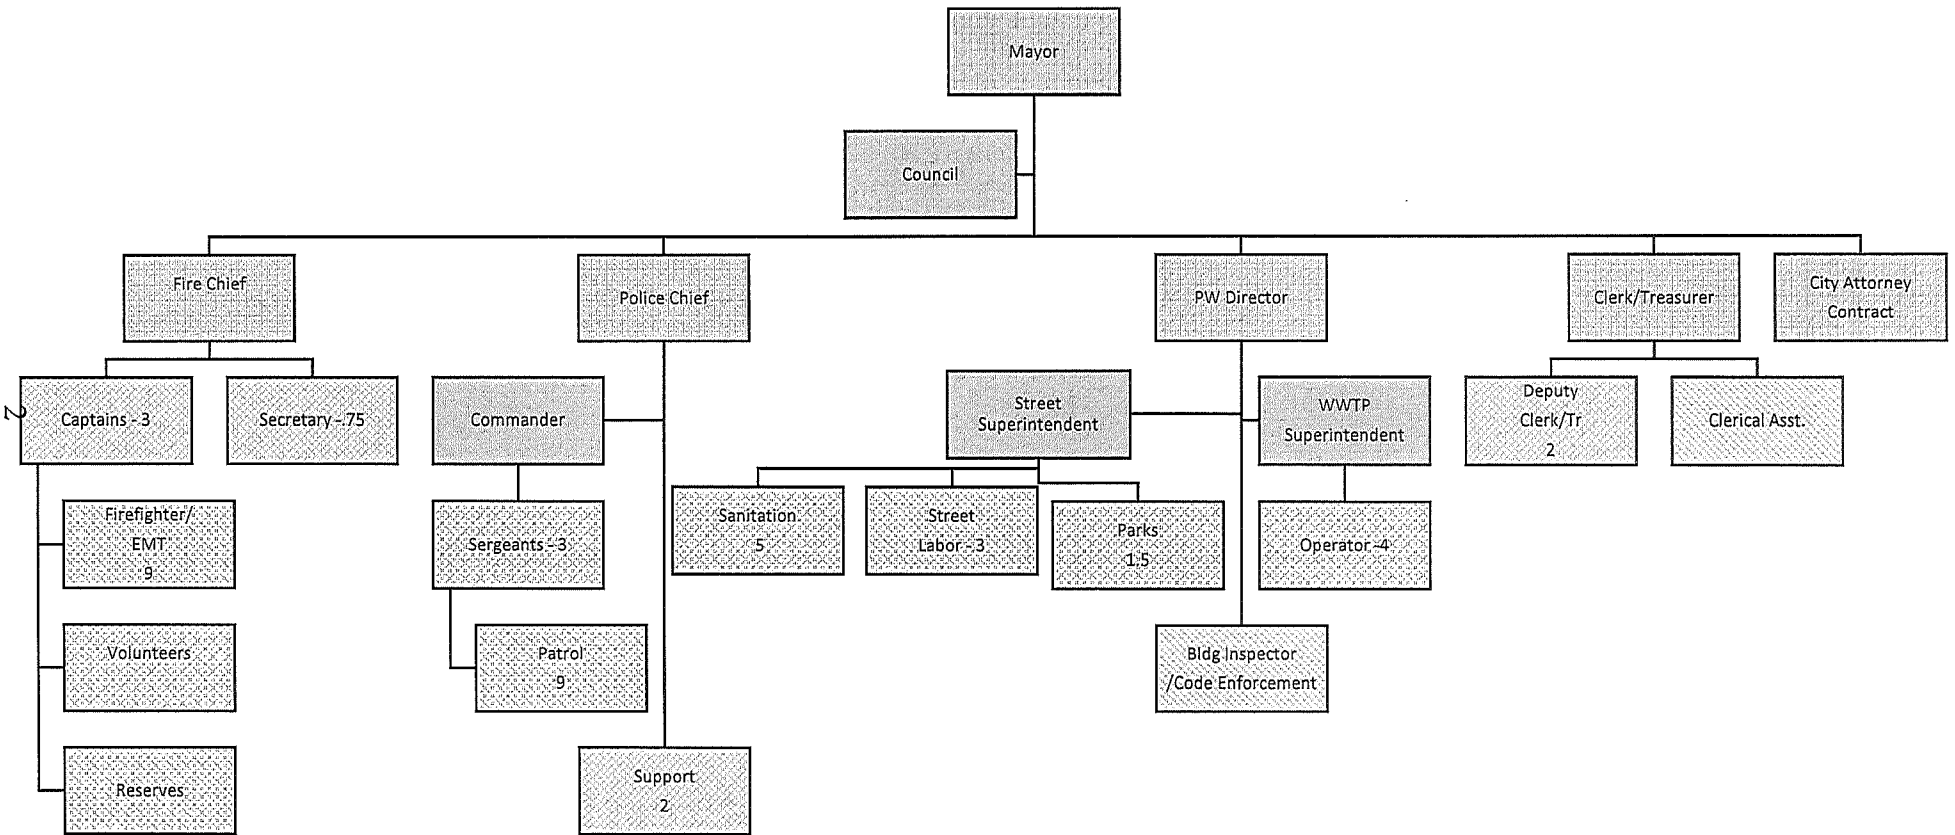 Mayor
Council
Fire Chief
Police Chief
PW Director
Clerk/Treasurer
City Attorney
Contract
Captains - 3
Secretary -.75
Commander
Street
Superintendent
WWTP
Superintendent
Deputy
Clerk/Tr
2
Clerical Asst.
2
Firefighter/
EMT
9
Sergeants - 3
Sanitation
5
Street
Labor - 3
Parks
1.5
Operator -4
Volunteers
Patrol
9
Bldg Inspector
/Code Enforcement
Reserves
Support
2